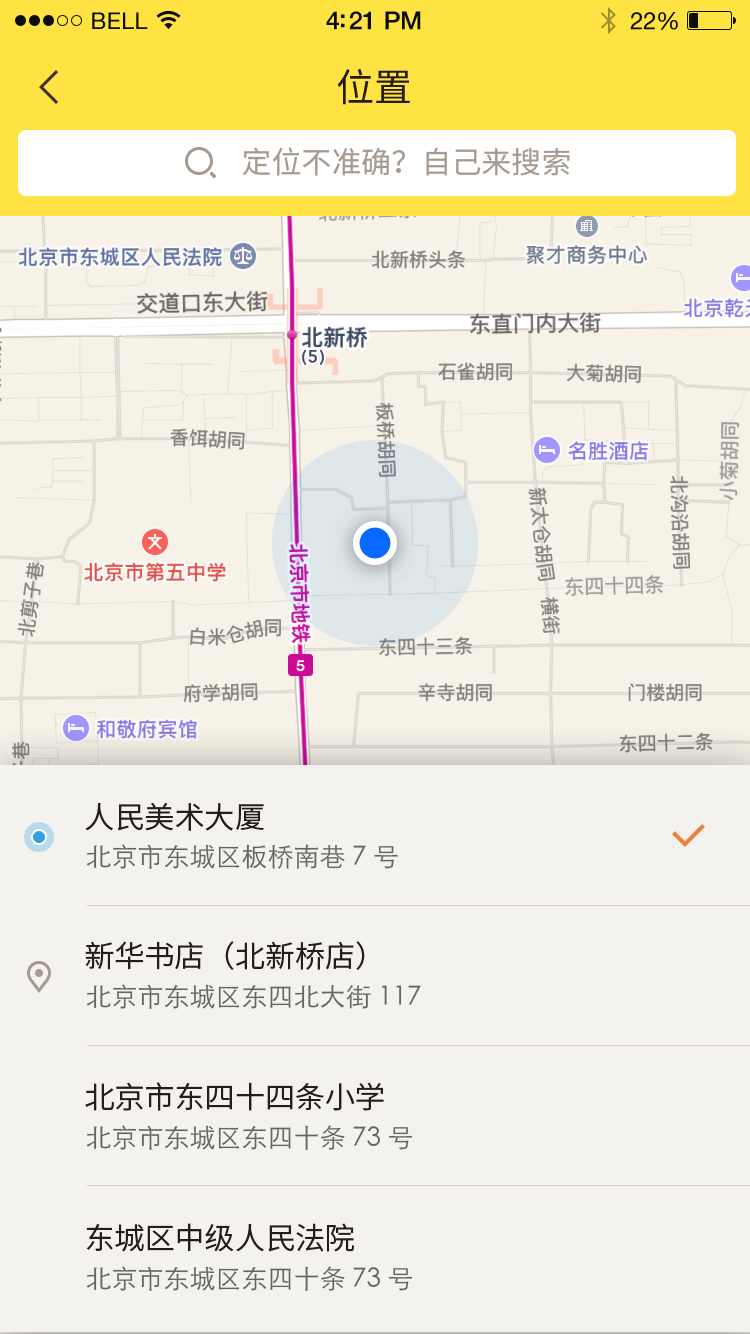 BELL 4:21 PM 22%
位置
定位不准确？自己来搜索
北京市东城区人民法院
北新桥头条
聚才商务中心
交道口东大街
北京乾元
东直门内大街
北新桥
(5)
石雀胡同
大菊胡同
板桥胡同
香饵胡同
名胜酒店
小菊胡同
北沟沿胡同
新太仓胡同
北京市第五中学
北京市地铁
北剪子巷
东四十四条
横街
白米仓胡同
东四十三条
5
府学胡同
辛寺胡同
门楼胡同
和敬府宾馆
东四十二条
人民美术大厦
北京市东城区板桥南巷 7 号
新华书店（北新桥店）
北京市东城区东四北大街 117
北京市东四十四条小学
北京市东城区东四十条 73 号
东城区中级人民法院
北京市东城区东四十条 73 号